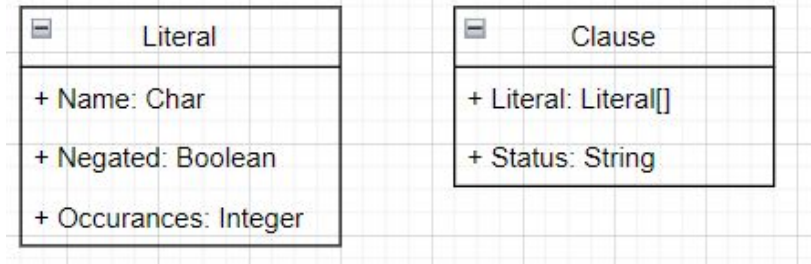 Literal
+ Name: Char
+ Negated: Boolean
+ Occurances: Integer
Clause
+ Literal: Literal[]
+ Status: String